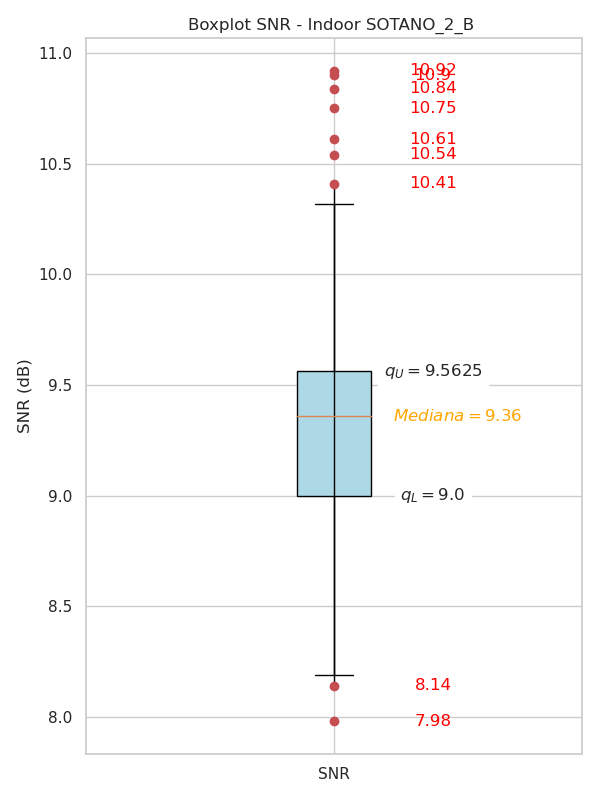 Boxplot SNR - Indoor SOTANO_2_B
11.0
10.92
10.9
10.84
10.75
10.61
10.54
10.5
10.41
10.0
q_U = 9.5625
9.5
Mediana = 9.36
SNR (dB)
9.0
q_L = 9.0
8.5
8.14
8.0
7.98
SNR